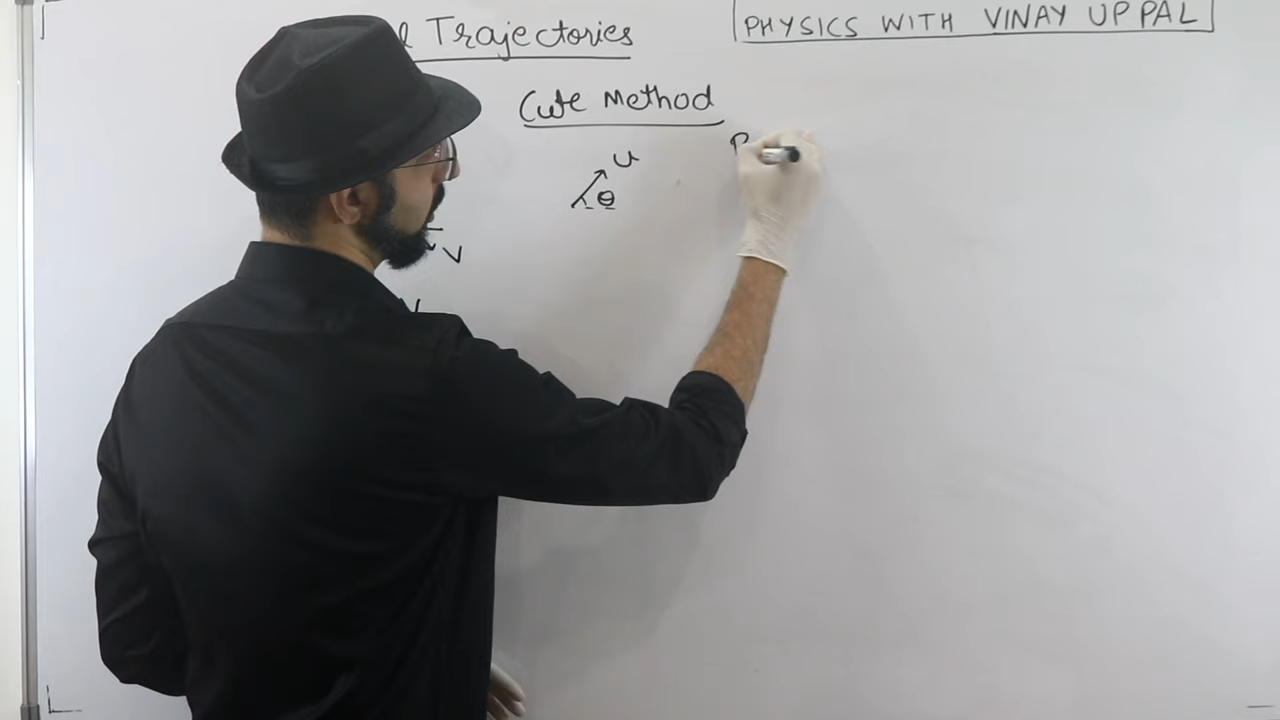 Trajectories
PHYSICS WITH VINAY UPPAL
Cute Method
u
θ
v